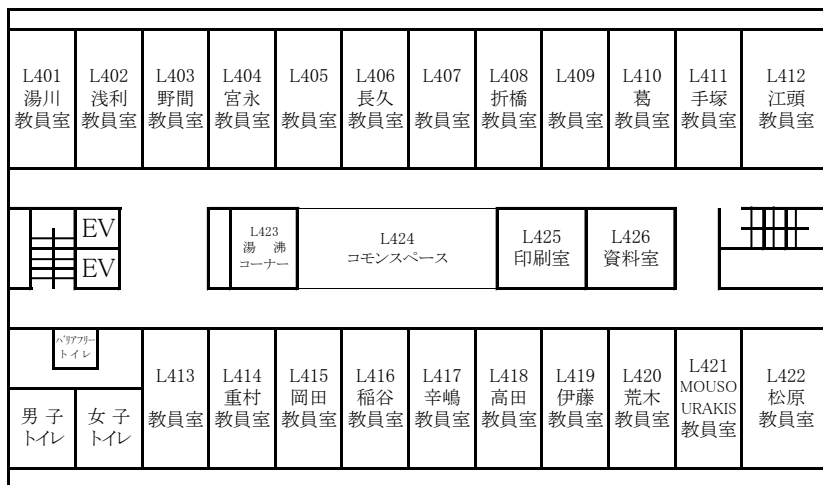 L401
湯川
教員室
L402
浅利
教員室
L403
野間
教員室
L404
宮永
教員室
L405
教員室
L406
長久
教員室
L407
教員室
L408
折橋
教員室
L409
教員室
L410
葛
教員室
L411
手塚
教員室
L412
江頭
教員室
EV
EV
L423
湯 沸
コーナー
L424
コモンスペース
L425
印刷室
L426
資料室
バリアフリー
トイレ
男 子
トイレ
女 子
トイレ
L413
教員室
L414
重村
教員室
L415
岡田
教員室
L416
稲谷
教員室
L417
辛嶋
教員室
L418
高田
教員室
L419
伊藤
教員室
L420
荒木
教員室
L421
MOUSO
URAKIS
教員室
L422
松原
教員室